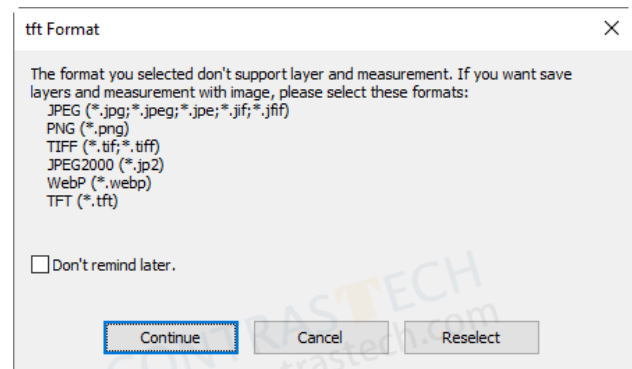 tft Format
The format you selected don't support layer and measurement. If you want save
layers and measurement with image, please select these formats:
JPEG (*.jpg;*.jpeg;*.jpe;*.jif;*.jfif)
PNG (*.png)
TIFF (*.tif;*.tiff)
JPEG2000 (*.jp2)
WebP (*.webp)
TFT (*.tft)
Don't remind later.
CONTRASTECH
Continue Cancel Reselect